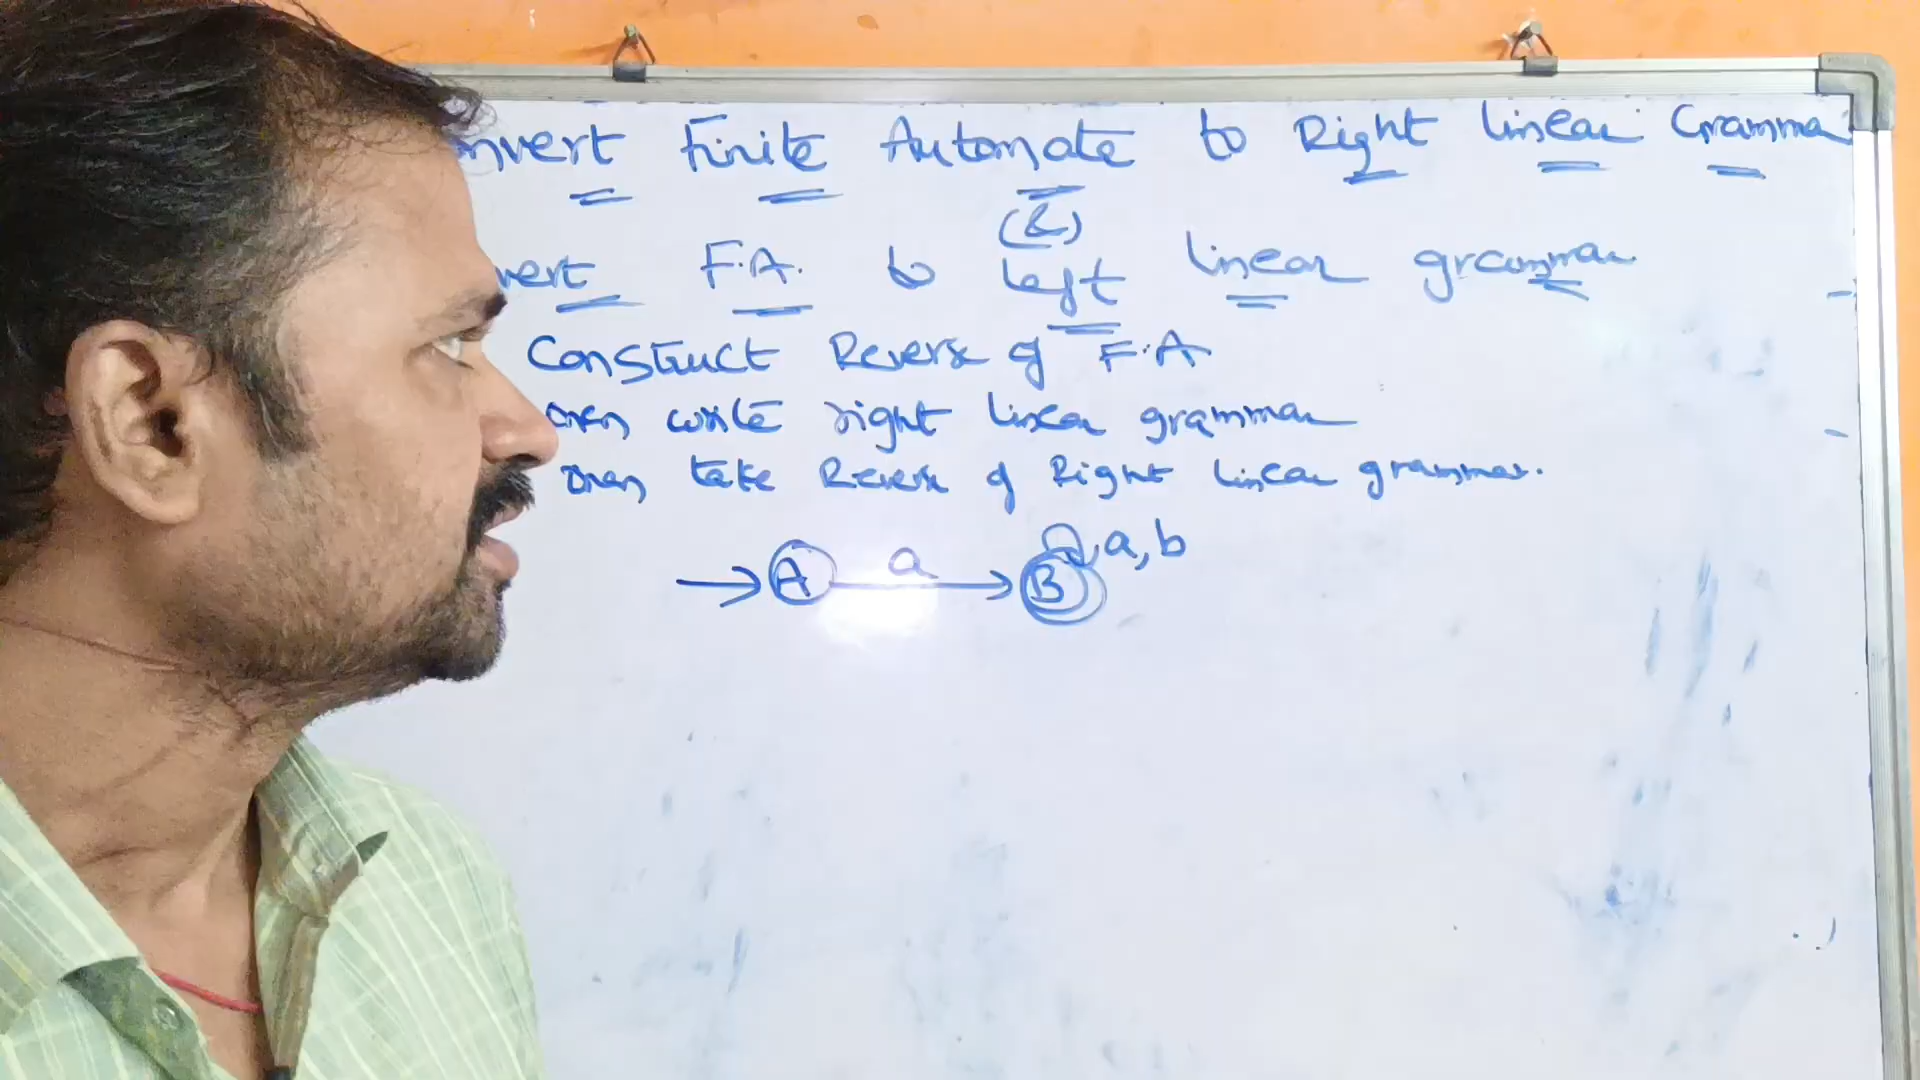 nvert Finite Automate to Right linear Gramma
(&)
vert F.A. to left linear grammar
Construct Reverse of F.A
then write right linear grammar
then take Reverse of Right linear grammar.
A a B a, b